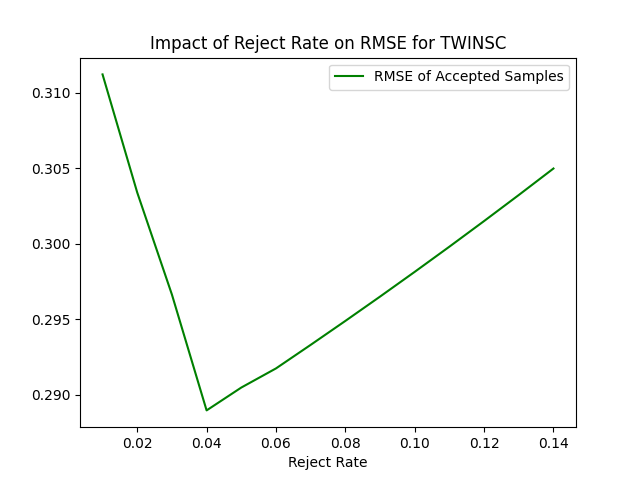 Impact of Reject Rate on RMSE for TWINSC
RMSE of Accepted Samples
0.310
0.305
0.300
0.295
0.290
0.02 0.04 0.06 0.08 0.10 0.12 0.14
Reject Rate